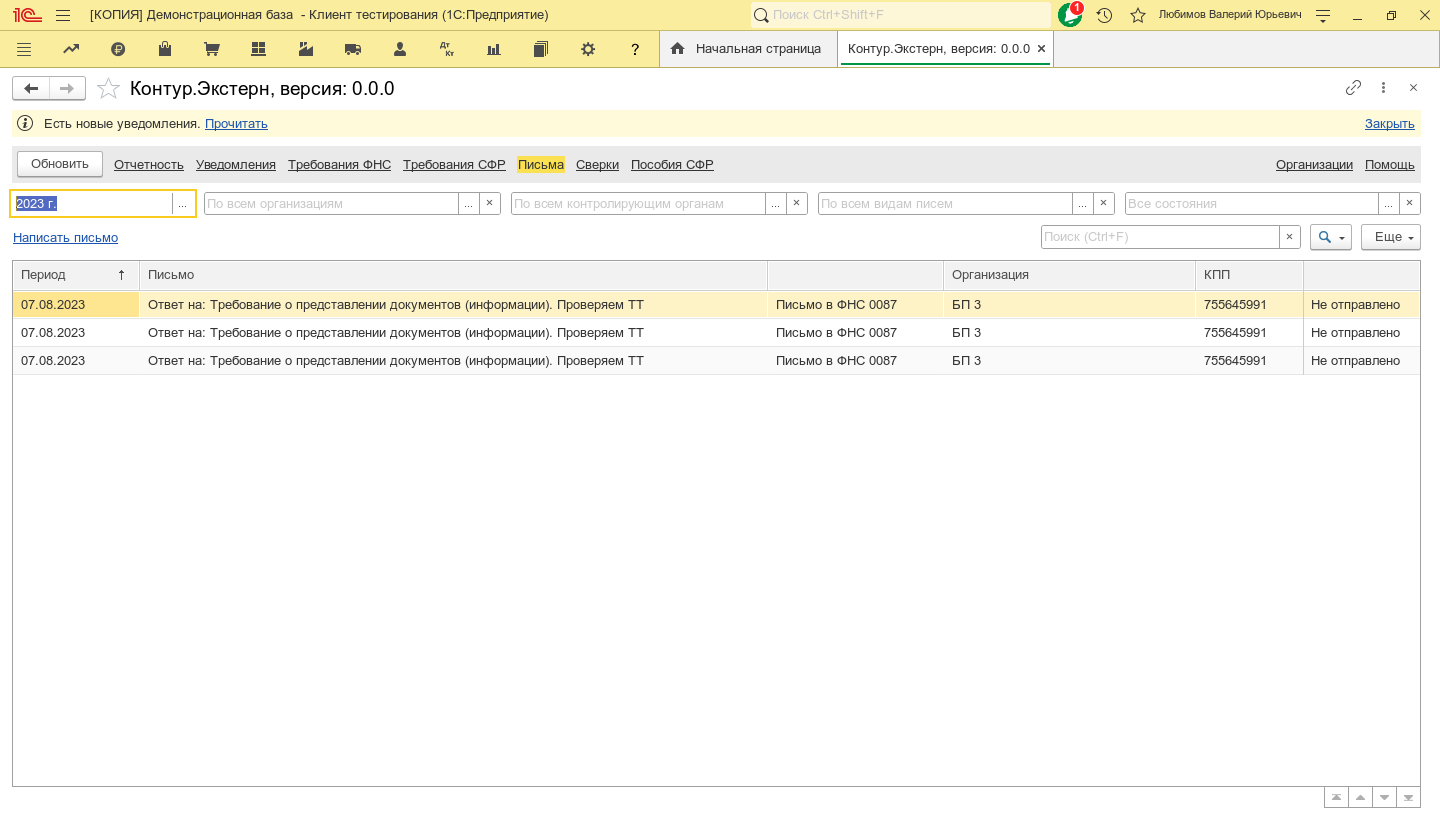 1С [КОПИЯ] Демонстрационная база - Клиент тестирования (1С:Предприятие) Поиск Ctrl+Shift+F 1 Любимов Валерий Юрьевич
Дт Кт ? Начальная страница Контур.Экстерн, версия: 0.0.0
Контур.Экстерн, версия: 0.0.0
Есть новые уведомления. Прочитать Закрыть
Обновить Отчетность Уведомления Требования ФНС Требования СФР Письма Сверки Пособия СФР Организации Помощь
2023 г. ... По всем организациям ... × По всем контролирующим органам ... × По всем видам писем ... × Все состояния ... ×
Написать письмо Поиск (Ctrl+F) × Еще
Период Письмо Организация КПП
07.08.2023 Ответ на: Требование о представлении документов (информации). Проверяем ТТ Письмо в ФНС 0087 БП 3 755645991 Не отправлено
07.08.2023 Ответ на: Требование о представлении документов (информации). Проверяем ТТ Письмо в ФНС 0087 БП 3 755645991 Не отправлено
07.08.2023 Ответ на: Требование о представлении документов (информации). Проверяем ТТ Письмо в ФНС 0087 БП 3 755645991 Не отправлено